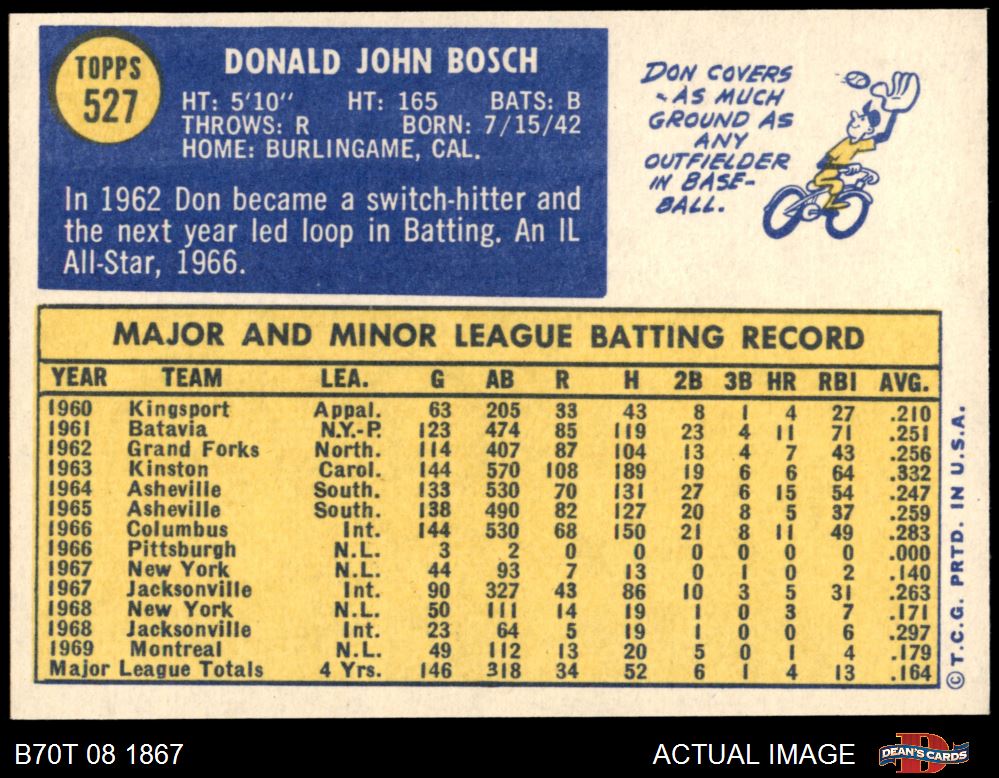 TOPPS
527
DONALD JOHN BOSCH
HT: 5'10" HT: 165 BATS: B
THROWS: R BORN: 7/15/42
HOME: BURLINGAME, CAL.
In 1962 Don became a switch-hitter and
the next year led loop in Batting. An IL
All-Star, 1966.
DON COVERS
AS MUCH
GROUND AS
ANY
OUTFIELDER
IN BASE-
BALL.
MAJOR AND MINOR LEAGUE BATTING RECORD
YEAR TEAM LEA. G AB R H 2B 3B HR RBI AVG.
1960 Kingsport Appal. 63 205 33 43 8 1 4 27 .210
1961 Batavia N.Y.-P. 123 474 85 119 23 4 11 71 .251
1962 Grand Forks North. 114 407 87 104 13 4 7 43 .256
1963 Kinston Carol. 144 570 108 189 19 6 6 64 .332
1964 Asheville South. 133 530 70 131 27 6 15 54 .247
1965 Asheville South. 138 490 82 127 20 8 5 37 .259
1966 Columbus Int. 144 530 68 150 21 8 11 49 .283
1966 Pittsburgh N.L. 3 2 0 0 0 0 0 0 .000
1967 New York N.L. 44 93 7 13 0 1 0 2 .140
1967 Jacksonville Int. 90 327 43 86 10 3 5 31 .263
1968 New York N.L. 50 111 14 19 1 0 3 7 .171
1968 Jacksonville Int. 23 64 5 19 1 0 0 6 .297
1969 Montreal N.L. 49 112 13 20 5 0 1 4 .179
Major League Totals 4 Yrs. 146 318 34 52 6 1 4 13 .164
©T.C.G. PRTD. IN U.S.A.
B70T 08 1867 ACTUAL IMAGE
DEAN'S CARDS